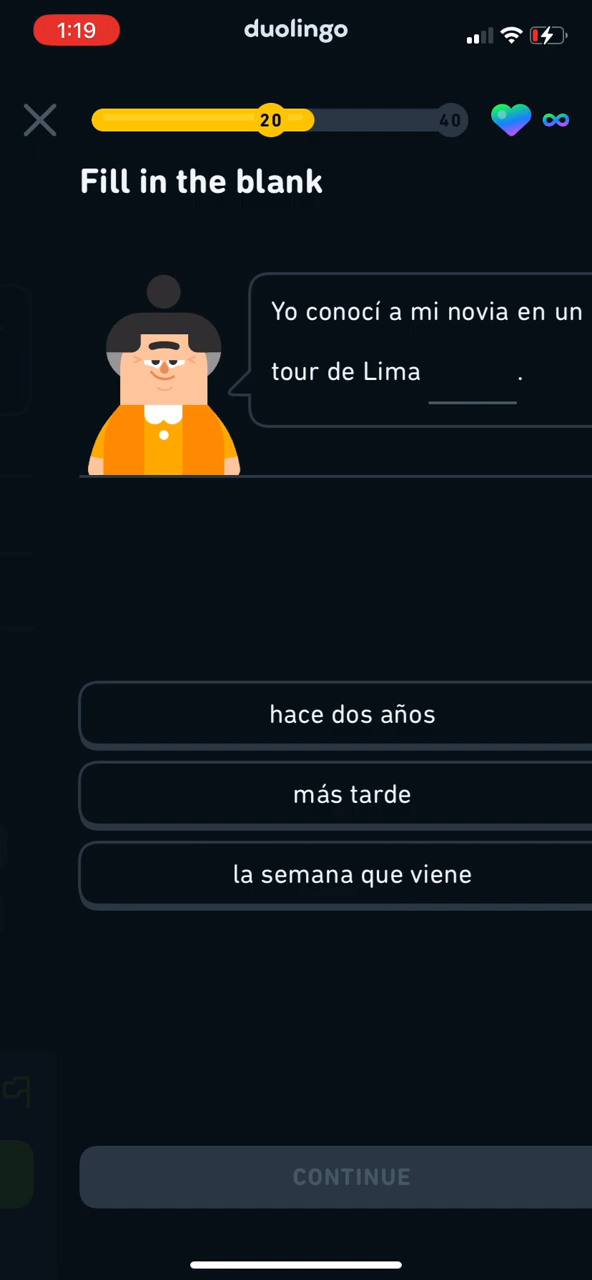 1:19
duolingo
20
40
Fill in the blank
Yo conocí a mi novia en un
tour de Lima ______.
hace dos años
más tarde
la semana que viene
CONTINUE